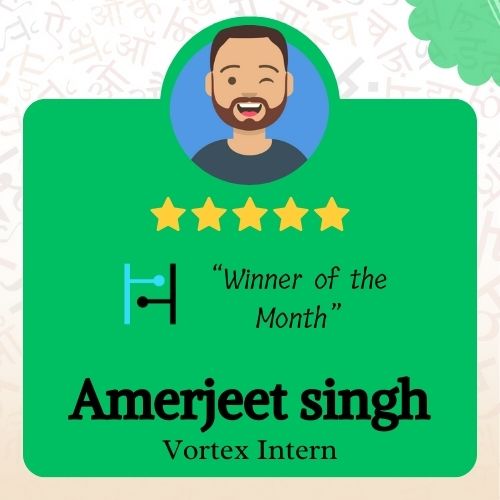 “Winner of the
Month”
Amerjeet singh
Vortex Intern